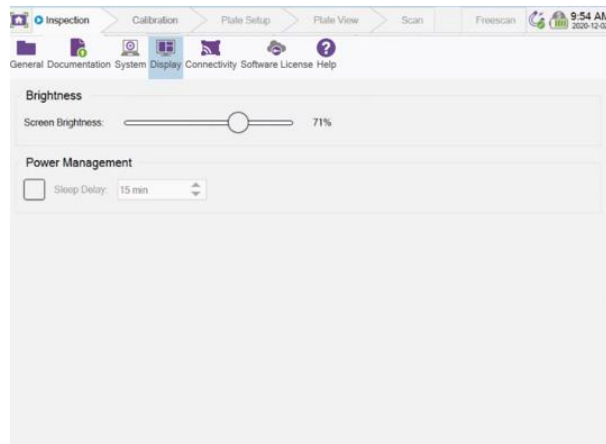 Inspection Calibration Plate Setup Plate View Scan Freescan 9:54 AM
2020-12-02
General Documentation System Display Connectivity Software License Help
Brightness
Screen Brightness: 71%
Power Management
Sleep Delay: 15 min